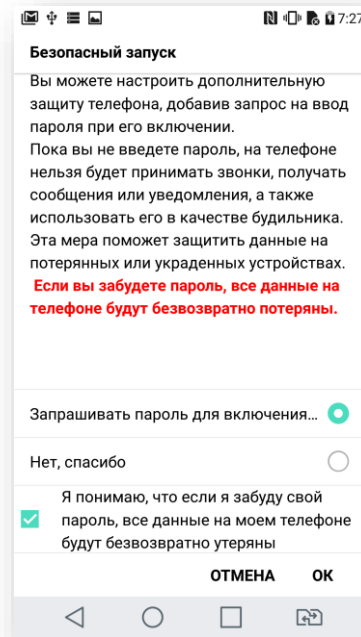 7:27
Безопасный запуск
Вы можете настроить дополнительную
защиту телефона, добавив запрос на ввод
пароля при его включении.
Пока вы не введете пароль, на телефоне
нельзя будет принимать звонки, получать
сообщения или уведомления, а также
использовать его в качестве будильника.
Эта мера поможет защитить данные на
потерянных или украденных устройствах.
Если вы забудете пароль, все данные на
телефоне будут безвозвратно потеряны.
Запрашивать пароль для включения...
Нет, спасибо
Я понимаю, что если я забуду свой
пароль, все данные на моем телефоне
будут безвозвратно утеряны
ОТМЕНА ОК